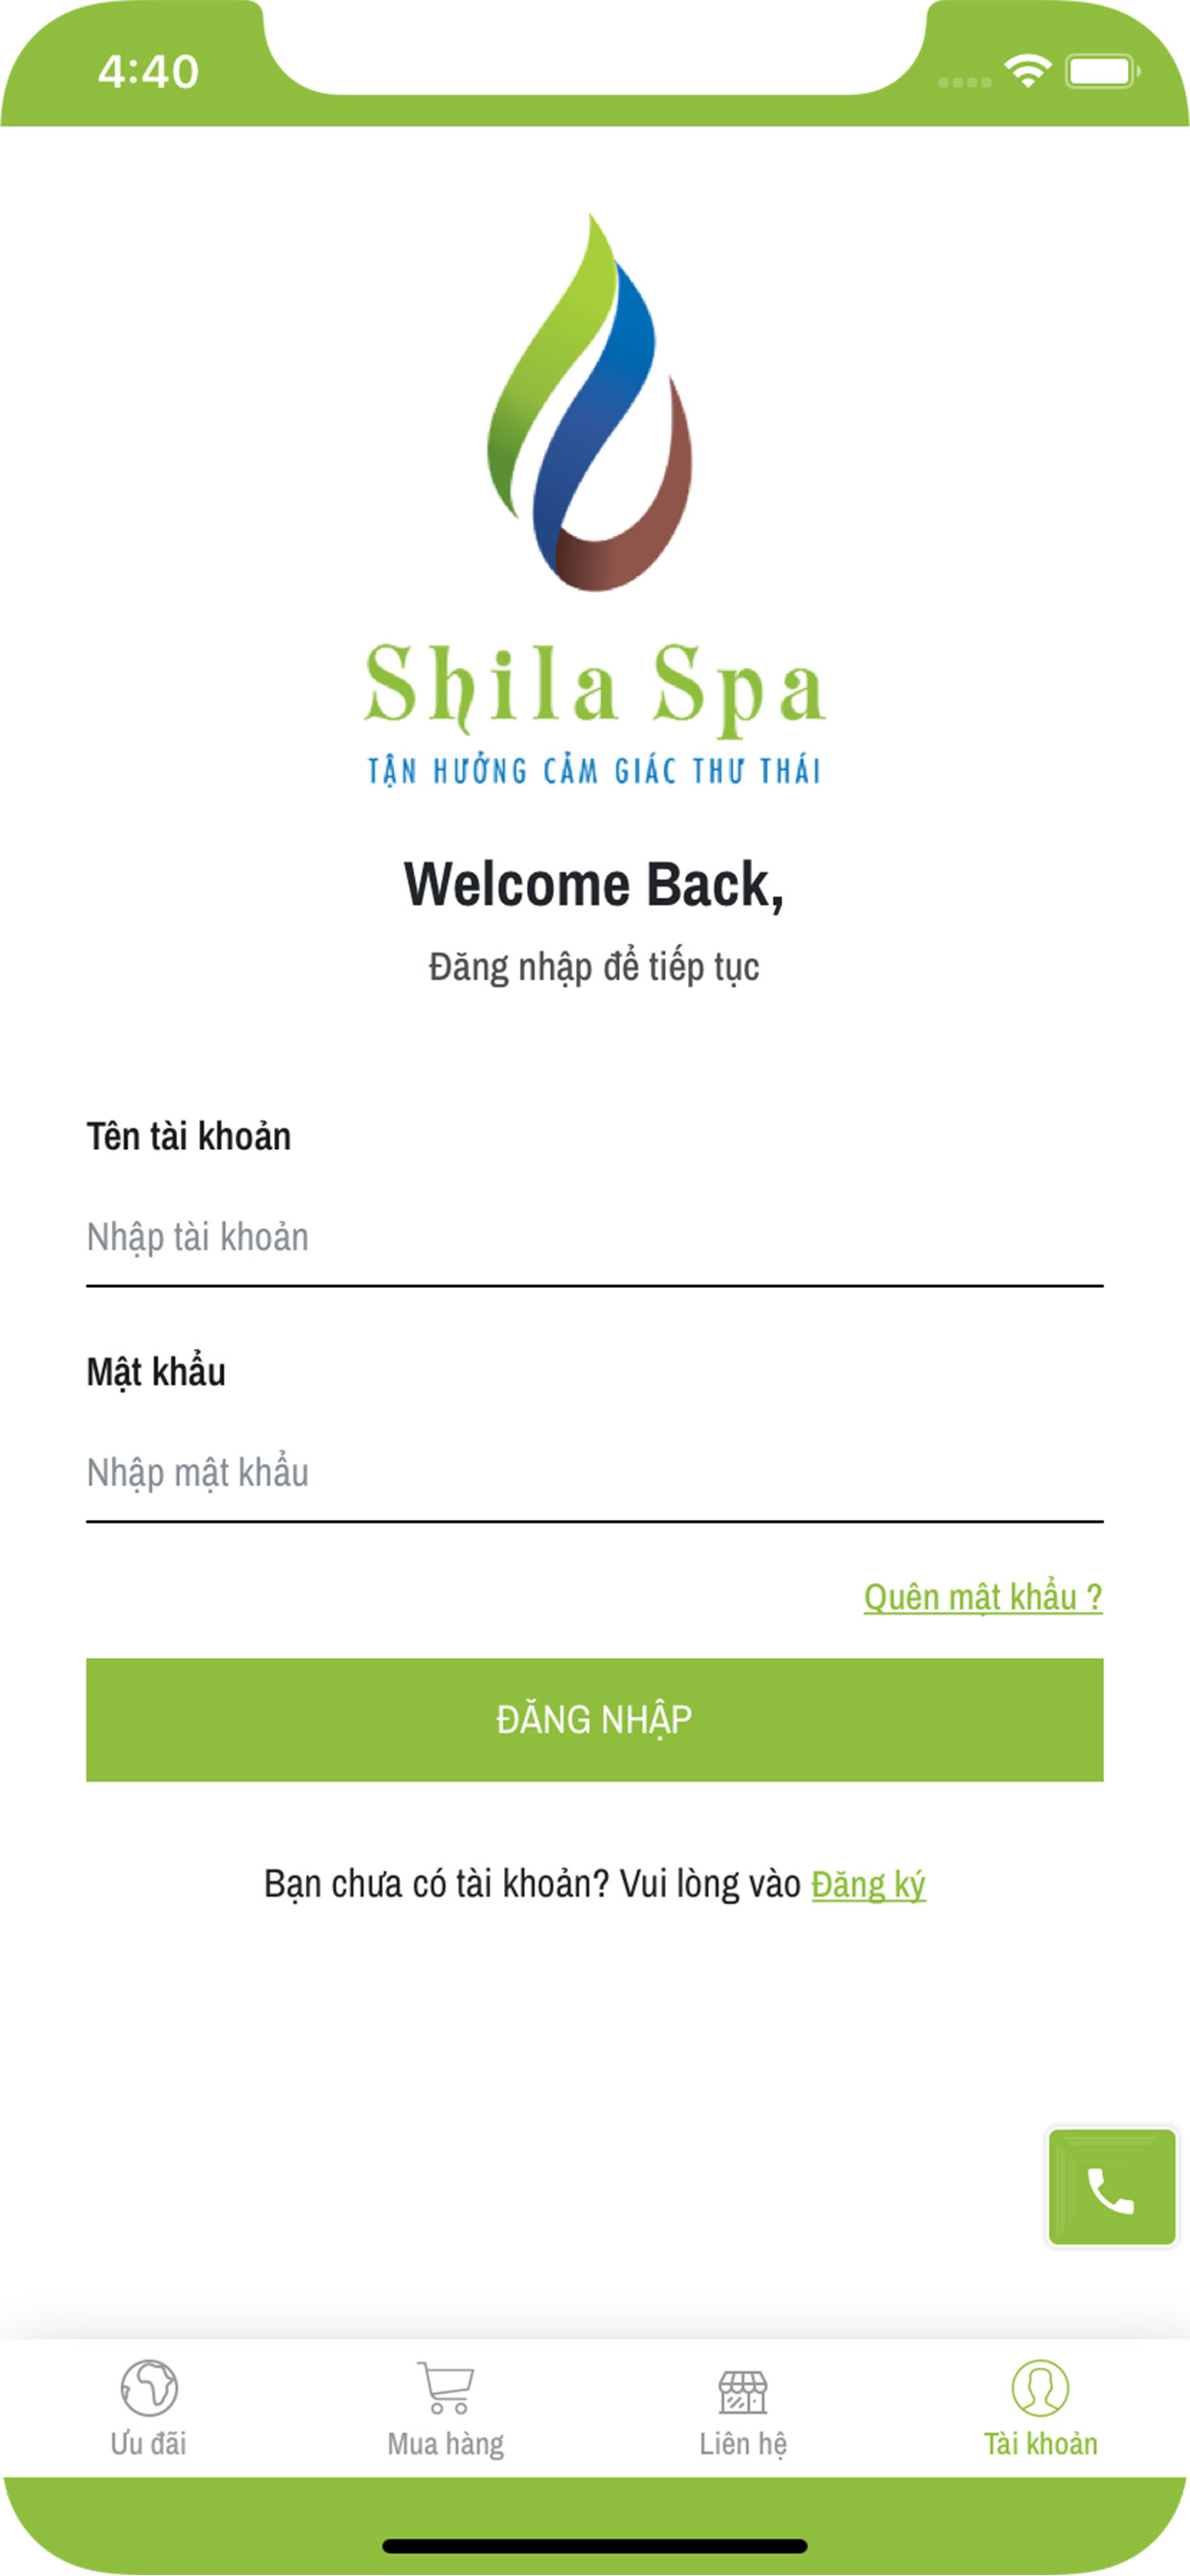 4:40
Shila Spa
TẬN HƯỞNG CẢM GIÁC THƯ THÁI
Welcome Back,
Đăng nhập để tiếp tục
Tên tài khoản
Nhập tài khoản
Mật khẩu
Nhập mật khẩu
Quên mật khẩu ?
ĐĂNG NHẬP
Bạn chưa có tài khoản? Vui lòng vào Đăng ký
Ưu đãi Mua hàng Liên hệ Tài khoản